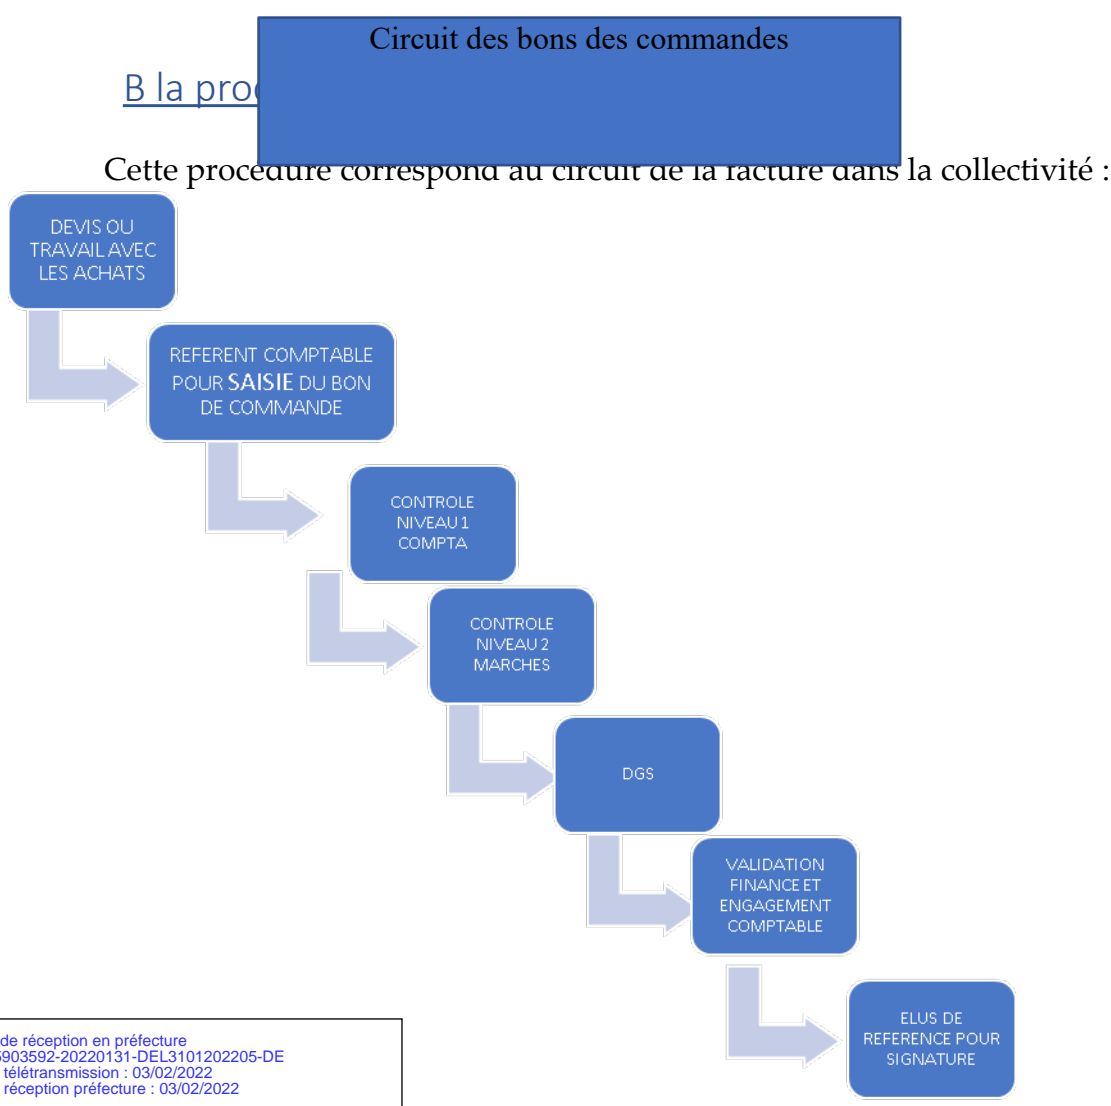 Circuit des bons des commandes
B la pro
Cette procédure correspond au circuit de la facture dans la collectivité :
DEVIS OU
TRAVAIL AVEC
LES ACHATS
REFERENT COMPTABLE
POUR SAISIE DU BON
DE COMMANDE
CONTROLE
NIVEAU 1
COMPTA
CONTROLE
NIVEAU 2
MARCHES
DGS
VALIDATION
FINANCE ET
ENGAGEMENT
COMPTABLE
ELUS DE
REFERENCE POUR
SIGNATURE
de réception en préfecture
5903592-20220131-DEL3101202205-DE
télétransmission : 03/02/2022
réception préfecture : 03/02/2022